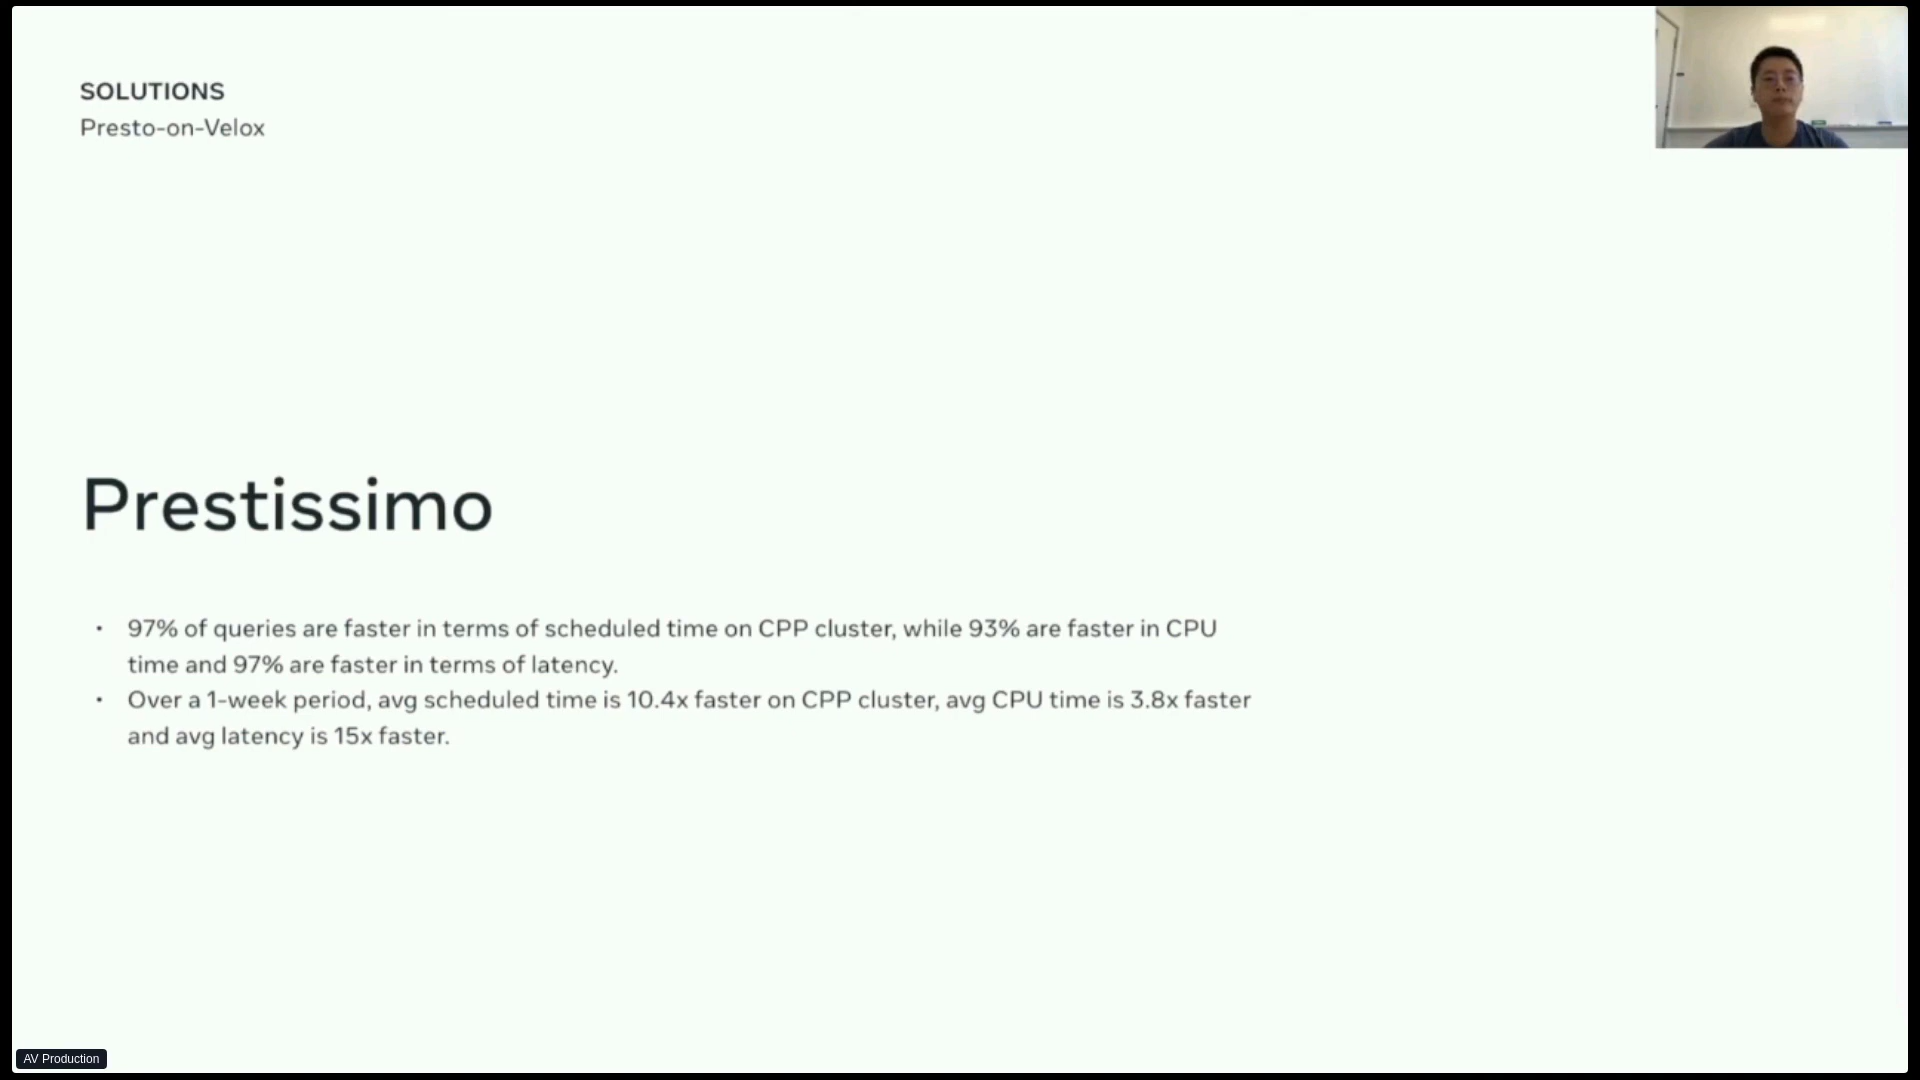 SOLUTIONS
Presto-on-Velox
Prestissimo
• 97% of queries are faster in terms of scheduled time on CPP cluster, while 93% are faster in CPU
time and 97% are faster in terms of latency.
• Over a 1-week period, avg scheduled time is 10.4x faster on CPP cluster, avg CPU time is 3.8x faster
and avg latency is 15x faster.
AV Production